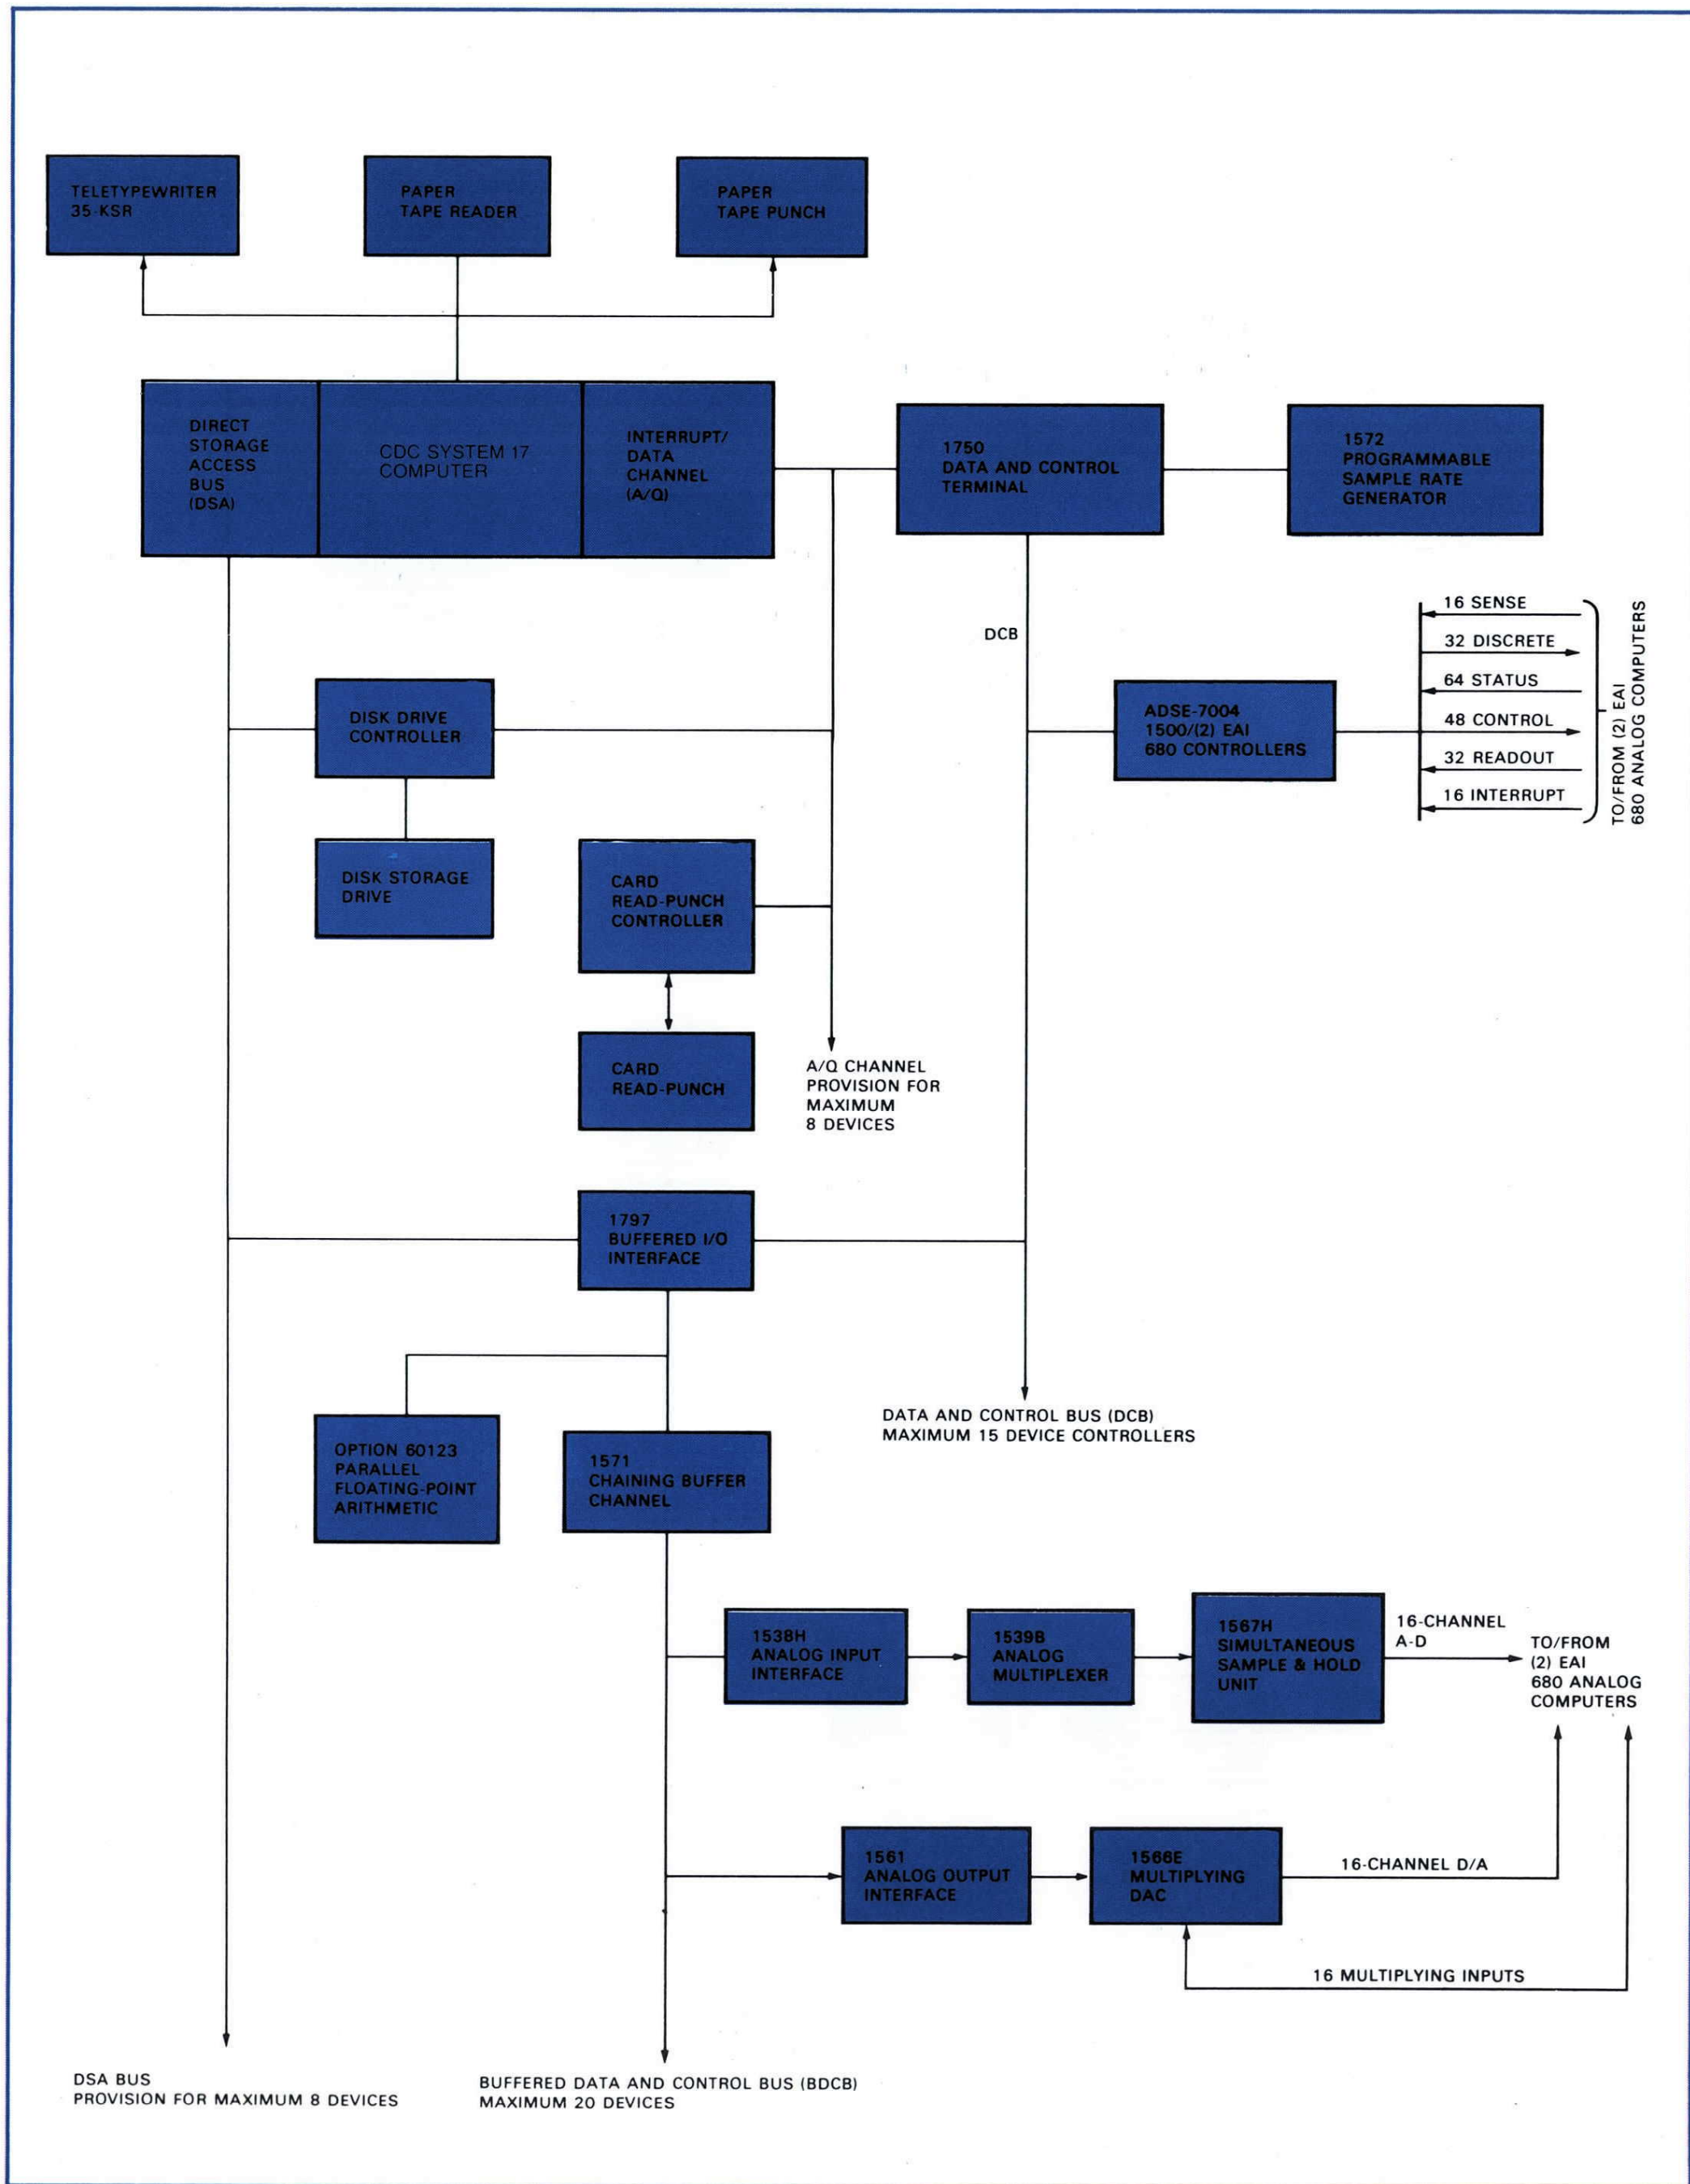 TELETYPEWRITER
35-KSR
PAPER
TAPE READER
PAPER
TAPE PUNCH
DIRECT
STORAGE
ACCESS
BUS
(DSA)
CDC SYSTEM 17
COMPUTER
INTERRUPT/
DATA
CHANNEL
(A/Q)
1750
DATA AND CONTROL
TERMINAL
1572
PROGRAMMABLE
SAMPLE RATE
GENERATOR
DCB
16 SENSE
32 DISCRETE
64 STATUS
48 CONTROL
32 READOUT
16 INTERRUPT
TO/FROM (2) EAI
680 ANALOG COMPUTERS
ADSE-7004
1500/(2) EAI
680 CONTROLLERS
DISK DRIVE
CONTROLLER
DISK STORAGE
DRIVE
CARD
READ-PUNCH
CONTROLLER
CARD
READ-PUNCH
A/Q CHANNEL
PROVISION FOR
MAXIMUM
8 DEVICES
1797
BUFFERED I/O
INTERFACE
DATA AND CONTROL BUS (DCB)
MAXIMUM 15 DEVICE CONTROLLERS
OPTION 60123
PARALLEL
FLOATING-POINT
ARITHMETIC
1571
CHAINING BUFFER
CHANNEL
1538H
ANALOG INPUT
INTERFACE
1539B
ANALOG
MULTIPLEXER
1567H
SIMULTANEOUS
SAMPLE & HOLD
UNIT
16-CHANNEL
A-D
TO/FROM
(2) EAI
680 ANALOG
COMPUTERS
1561
ANALOG OUTPUT
INTERFACE
1566E
MULTIPLYING
DAC
16-CHANNEL D/A
16 MULTIPLYING INPUTS
DSA BUS
PROVISION FOR MAXIMUM 8 DEVICES
BUFFERED DATA AND CONTROL BUS (BDCB)
MAXIMUM 20 DEVICES